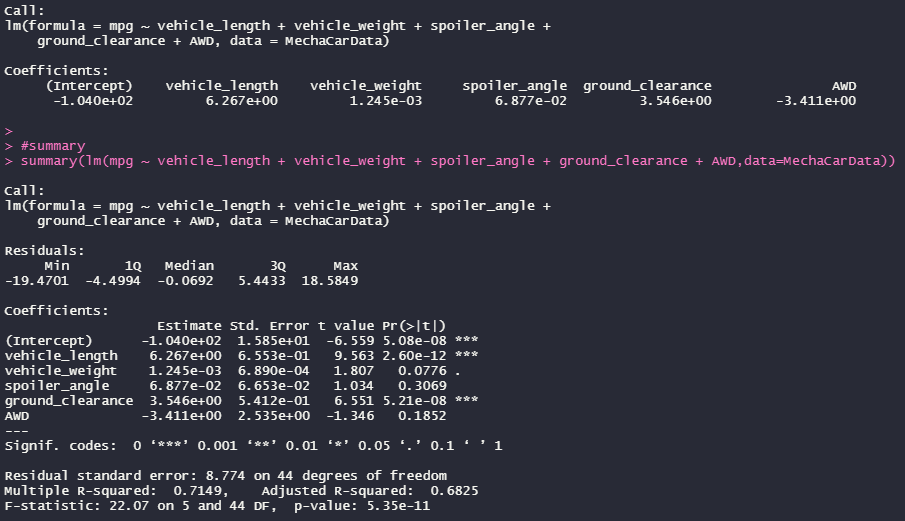 Call:
lm(formula = mpg ~ vehicle_length + vehicle_weight + spoiler_angle +
    ground_clearance + AWD, data = MechaCarData)

Coefficients:
     (Intercept)    vehicle_length    vehicle_weight     spoiler_angle  ground_clearance               AWD
      -1.040e+02         6.267e+00         1.245e-03         6.877e-02         3.546e+00        -3.411e+00

>
> #summary
> summary(lm(mpg ~ vehicle_length + vehicle_weight + spoiler_angle + ground_clearance + AWD,data=MechaCarData))

Call:
lm(formula = mpg ~ vehicle_length + vehicle_weight + spoiler_angle +
    ground_clearance + AWD, data = MechaCarData)

Residuals:
     Min       1Q   Median       3Q      Max
-19.4701  -4.4994  -0.0692   5.4433  18.5849

Coefficients:
                   Estimate Std. Error t value Pr(>|t|)
(Intercept)      -1.040e+02  1.585e+01  -6.559 5.08e-08 ***
vehicle_length    6.267e+00  6.553e-01   9.563 2.60e-12 ***
vehicle_weight    1.245e-03  6.890e-04   1.807   0.0776 .
spoiler_angle     6.877e-02  6.653e-02   1.034   0.3069
ground_clearance  3.546e+00  5.412e-01   6.551 5.21e-08 ***
AWD              -3.411e+00  2.535e+00  -1.346   0.1852
---
Signif. codes:  0 ‘***’ 0.001 ‘**’ 0.01 ‘*’ 0.05 ‘.’ 0.1 ‘ ’ 1

Residual standard error: 8.774 on 44 degrees of freedom
Multiple R-squared:  0.7149,    Adjusted R-squared:  0.6825
F-statistic: 22.07 on 5 and 44 DF,  p-value: 5.35e-11